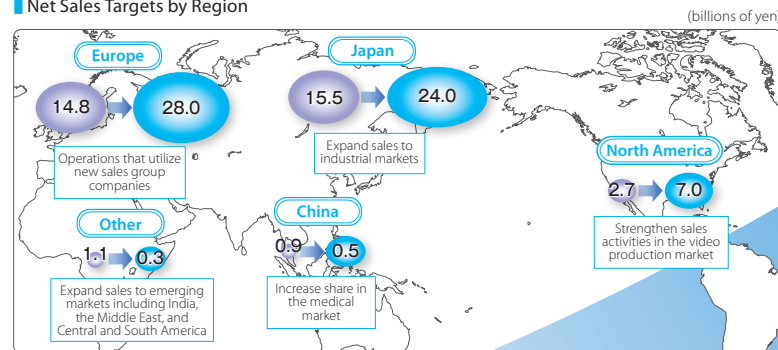 Net Sales Targets by Region
(billions of yen)
Europe
14.8
28.0
Operations that utilize
new sales group
companies
Japan
15.5
24.0
Expand sales to
industrial markets
North America
2.7
7.0
Strengthen sales
activities in the video
production market
Other
1.1
0.3
Expand sales to emerging
markets including India,
the Middle East, and
Central and South America
China
0.9
0.5
Increase share in
the medical
market